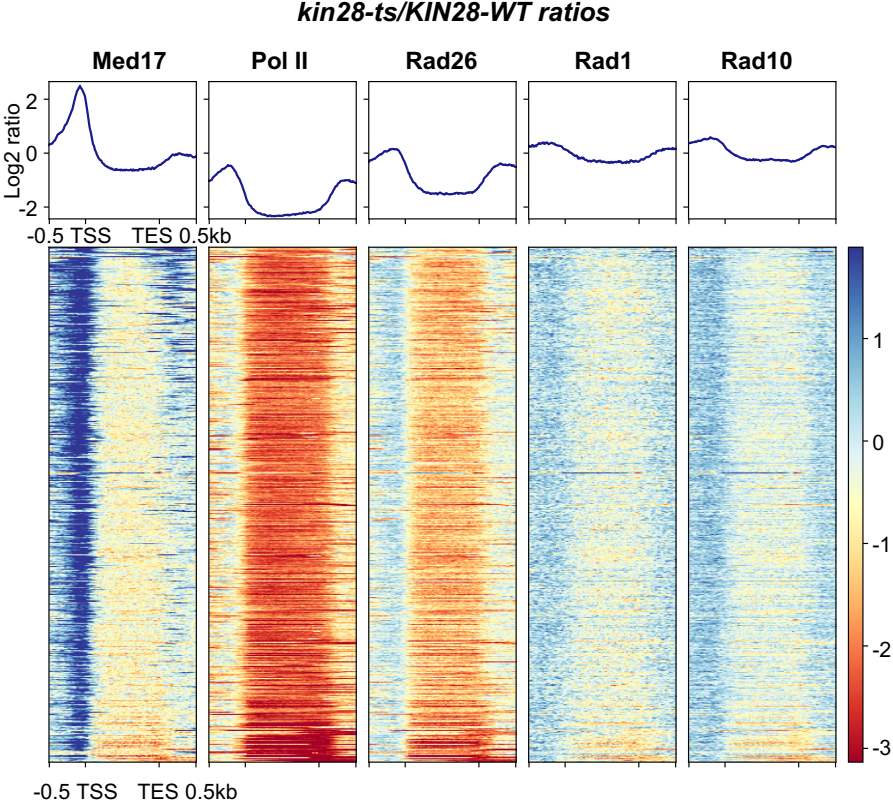 kin28-ts/KIN28-WT ratios
Med17 Pol II Rad26 Rad1 Rad10
Log2 ratio
2
0
-2
-0.5 TSS TES 0.5kb
1
0
-1
-2
-3
-0.5 TSS TES 0.5kb